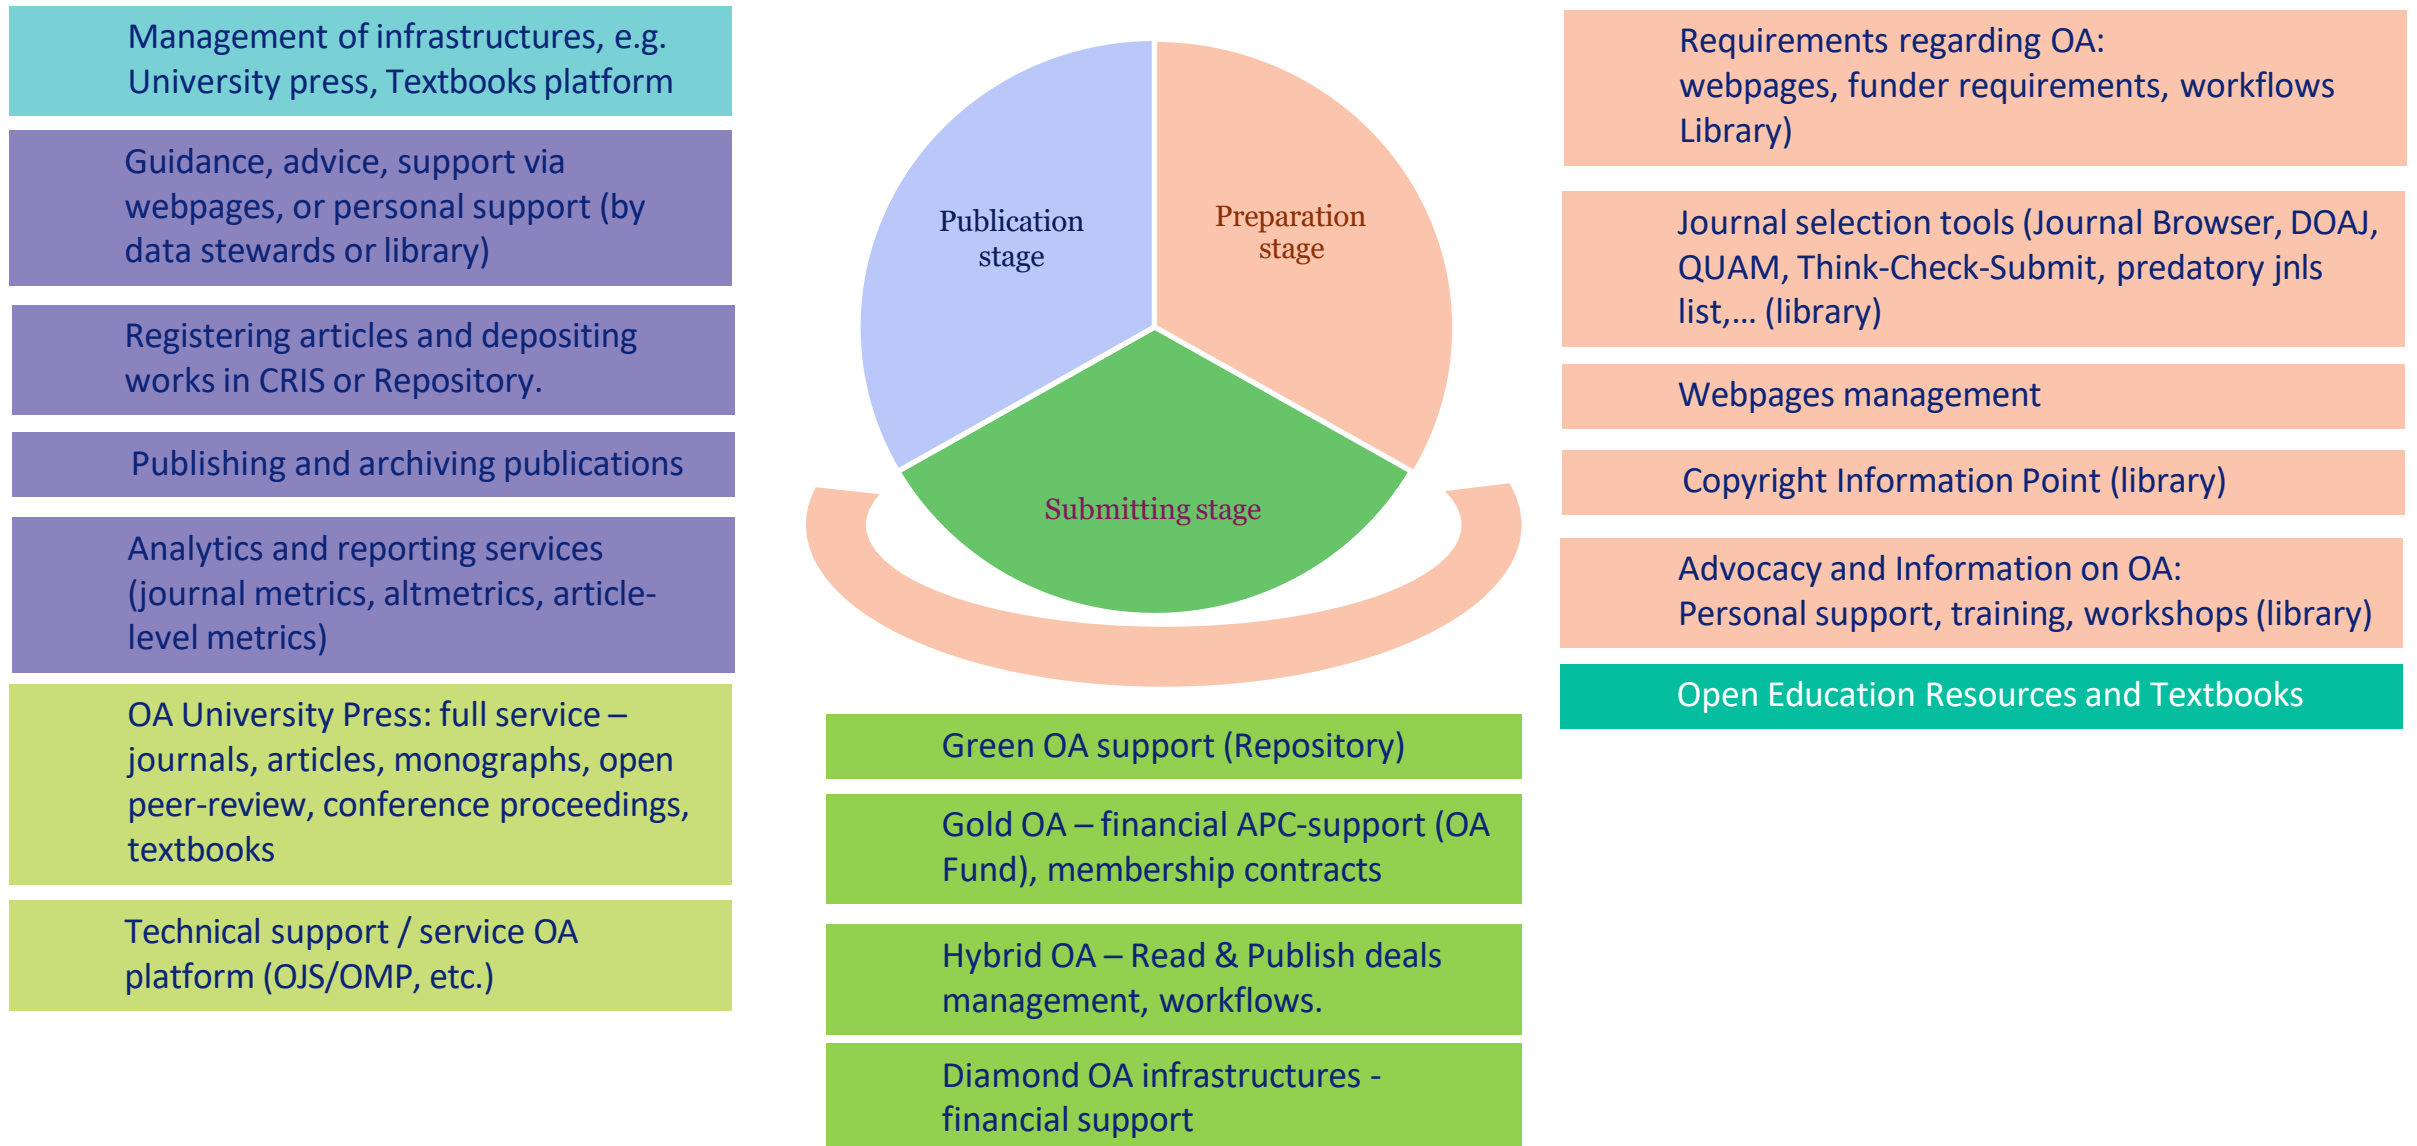 Management of infrastructures, e.g.
University press, Textbooks platform
Guidance, advice, support via
webpages, or personal support (by
data stewards or library)
Registering articles and depositing
works in CRIS or Repository.
Publishing and archiving publications
Analytics and reporting services
(journal metrics, altmetrics, article-
level metrics)
OA University Press: full service –
journals, articles, monographs, open
peer-review, conference proceedings,
textbooks
Technical support / service OA
platform (OJS/OMP, etc.)
Publication
stage
Preparation
stage
Submitting stage
Green OA support (Repository)
Gold OA – financial APC-support (OA
Fund), membership contracts
Hybrid OA – Read & Publish deals
management, workflows.
Diamond OA infrastructures -
financial support
Requirements regarding OA:
webpages, funder requirements, workflows
Library)
Journal selection tools (Journal Browser, DOAJ,
QUAM, Think-Check-Submit, predatory jnls
list,... (library)
Webpages management
Copyright Information Point (library)
Advocacy and Information on OA:
Personal support, training, workshops (library)
Open Education Resources and Textbooks